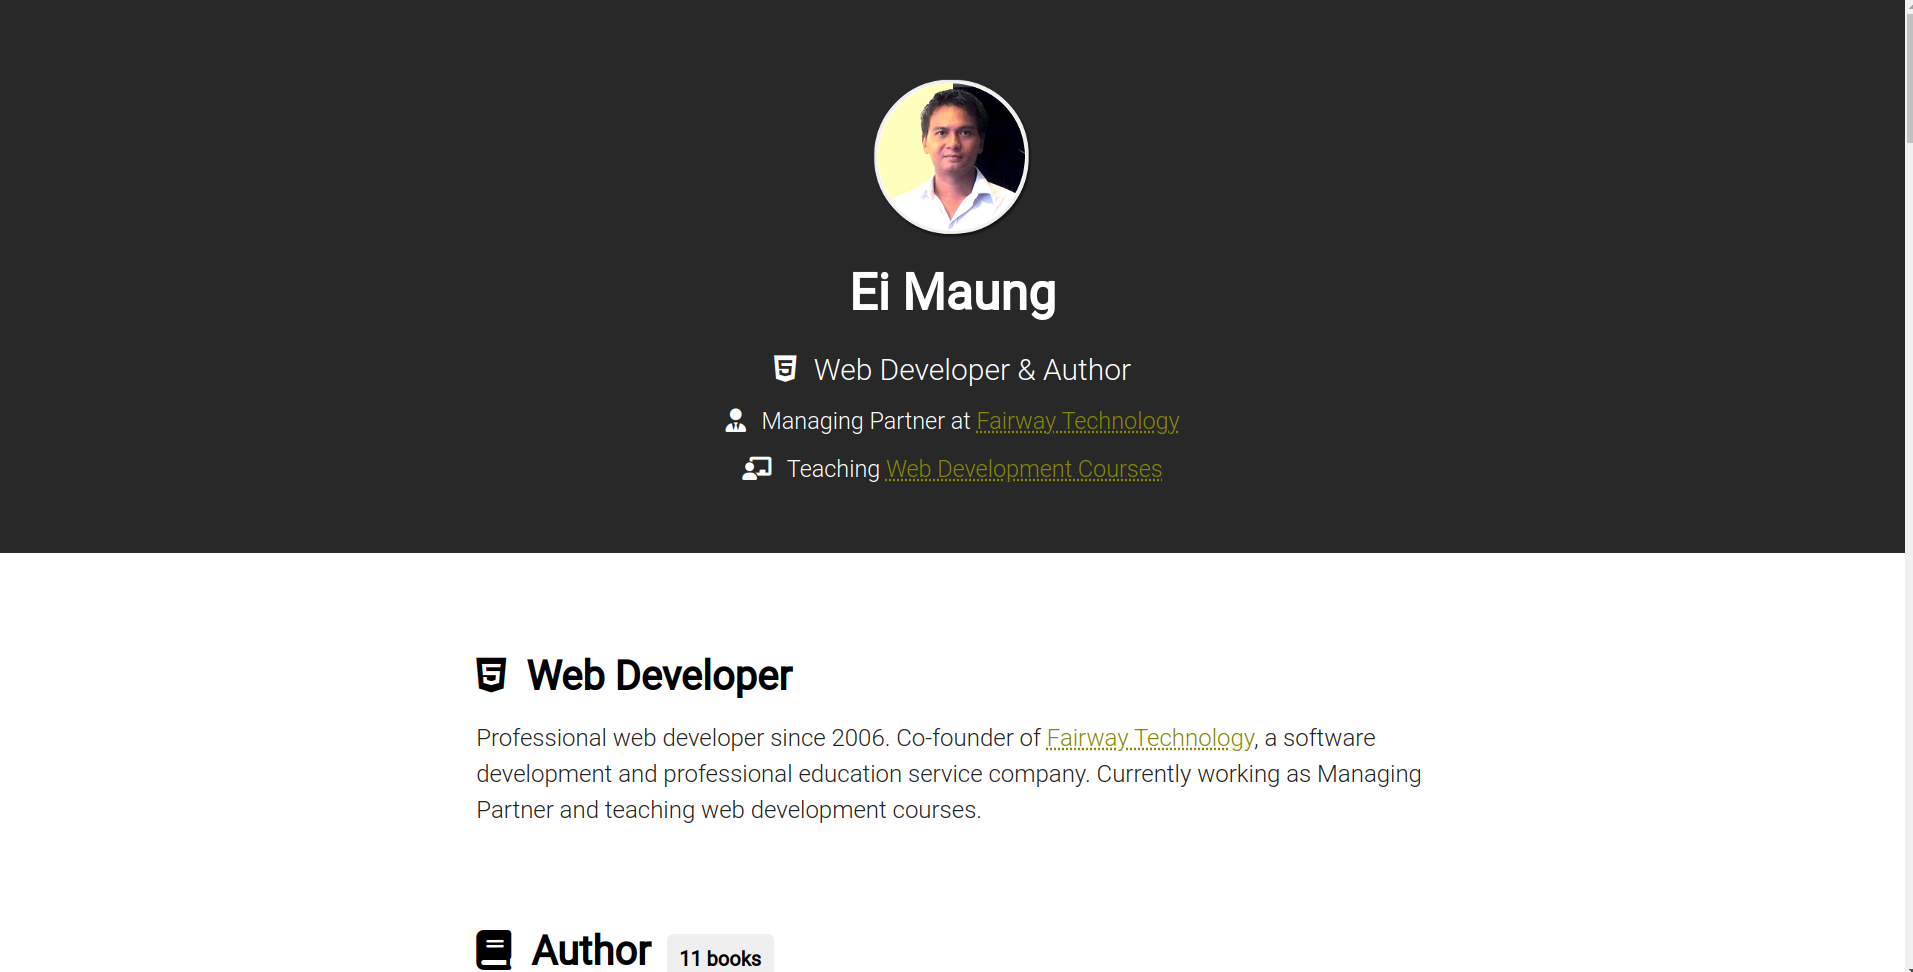 Ei Maung
Web Developer & Author
Managing Partner at Fairway Technology
Teaching Web Development Courses
Web Developer
Professional web developer since 2006. Co-founder of Fairway Technology, a software
development and professional education service company. Currently working as Managing
Partner and teaching web development courses.
Author 11 books